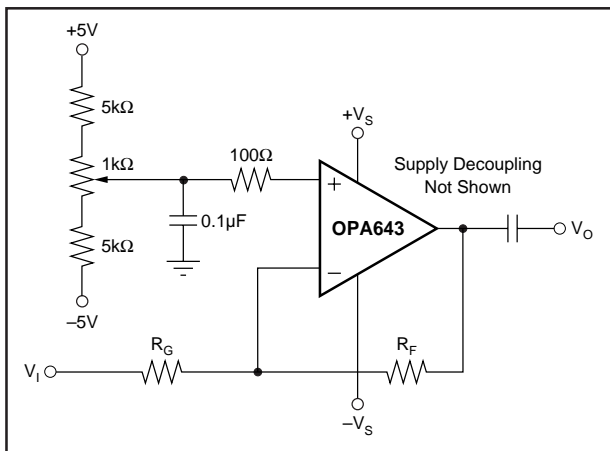 +5V
5kΩ
1kΩ
5kΩ
–5V
0.1µF
100Ω
+V_S
Supply Decoupling
Not Shown
+
OPA643
–
V_O
V_I
R_G
R_F
–V_S